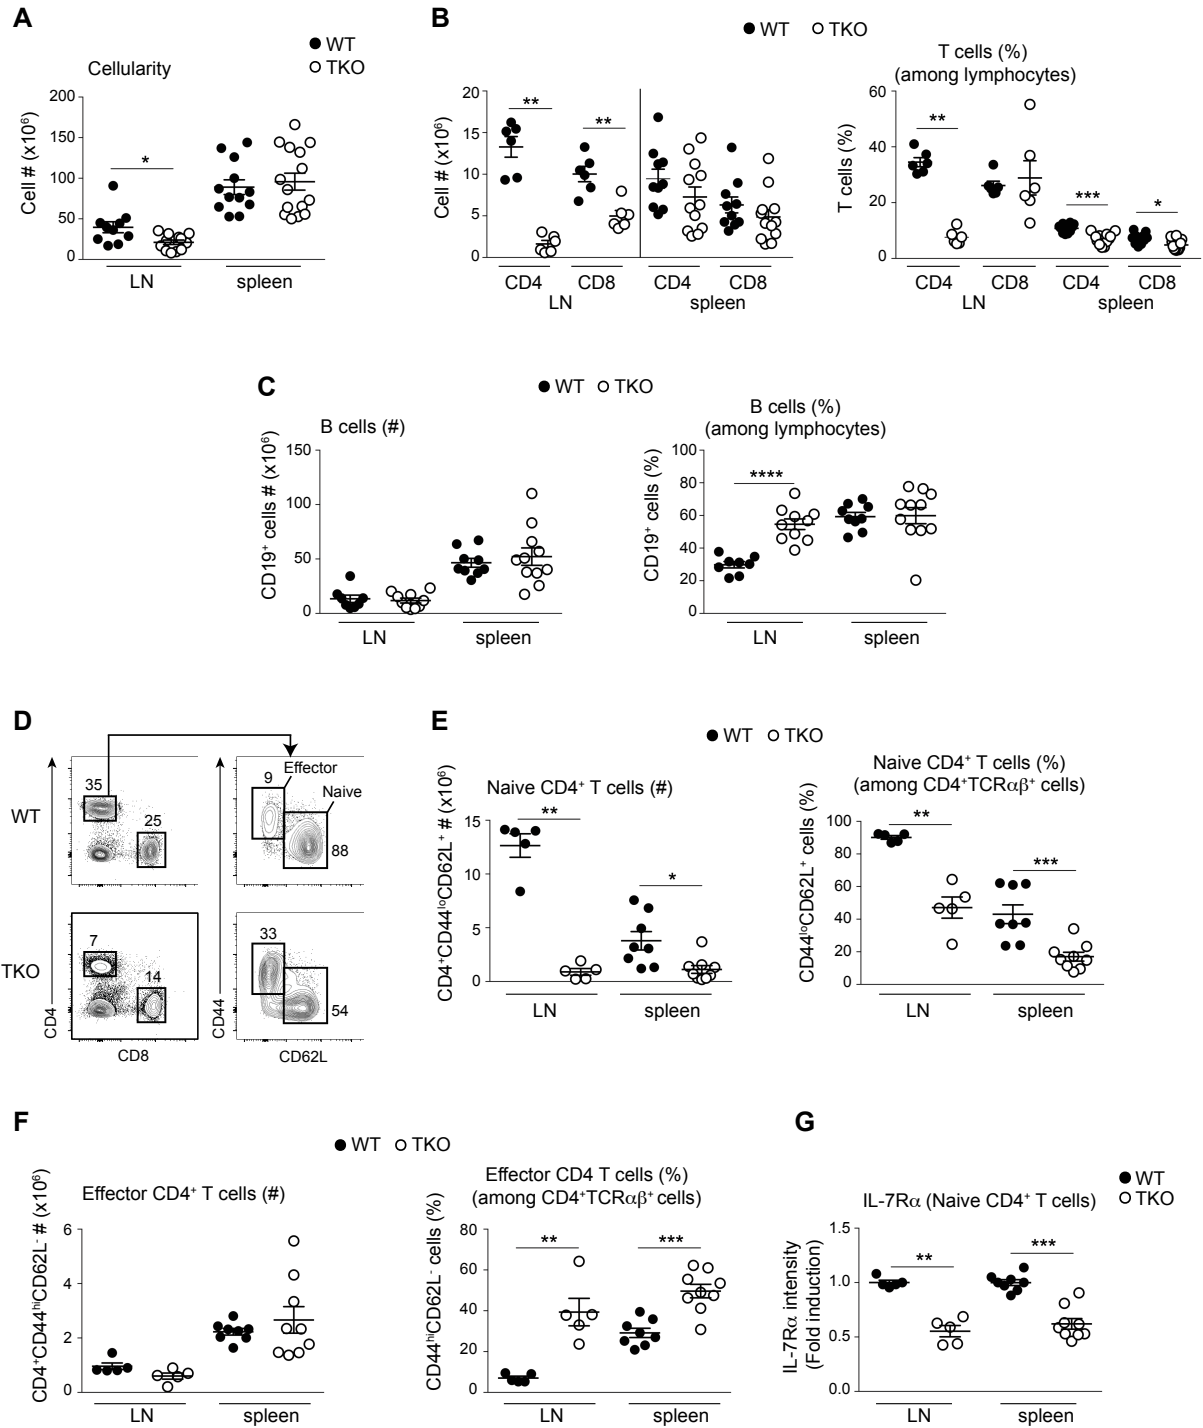 A
● WT
○ TKO
Cellularity
Cell # (x10⁶)
200
150
100
50
0
*
LN
spleen
B
● WT ○ TKO
Cell # (x10⁶)
20
15
10
5
0
**
**
CD4 CD8 CD4 CD8
LN spleen
T cells (%)
(among lymphocytes)
T cells (%)
60
40
20
0
**
***
*
CD4 CD8 CD4 CD8
LN spleen
C
● WT ○ TKO
B cells (#)
CD19⁺ cells # (x10⁶)
150
100
50
0
LN spleen
B cells (%)
(among lymphocytes)
CD19⁺ cells (%)
100
80
60
40
20
0
****
LN spleen
D
WT
35
25
9
Effector
Naive
88
TKO
7
14
33
54
CD4
CD8
CD44
CD62L
E
● WT ○ TKO
Naive CD4⁺ T cells (#)
CD4⁺CD44ˡᵒCD62L⁺ # (x10⁶)
15
10
5
0
**
*
LN spleen
Naive CD4⁺ T cells (%)
(among CD4⁺TCRαβ⁺ cells)
CD44ˡᵒCD62L⁺ cells (%)
100
80
60
40
20
0
**
***
LN spleen
F
● WT ○ TKO
Effector CD4⁺ T cells (#)
CD4⁺CD44ʰⁱCD62L⁻ # (x10⁶)
6
4
2
0
LN spleen
Effector CD4 T cells (%)
(among CD4⁺TCRαβ⁺ cells)
CD44ʰⁱCD62L⁻ cells (%)
80
60
40
20
0
**
***
LN spleen
G
● WT
○ TKO
IL-7Rα (Naive CD4⁺ T cells)
IL-7Rα intensity
(Fold induction)
1.5
1.0
0.5
0.0
**
***
LN spleen